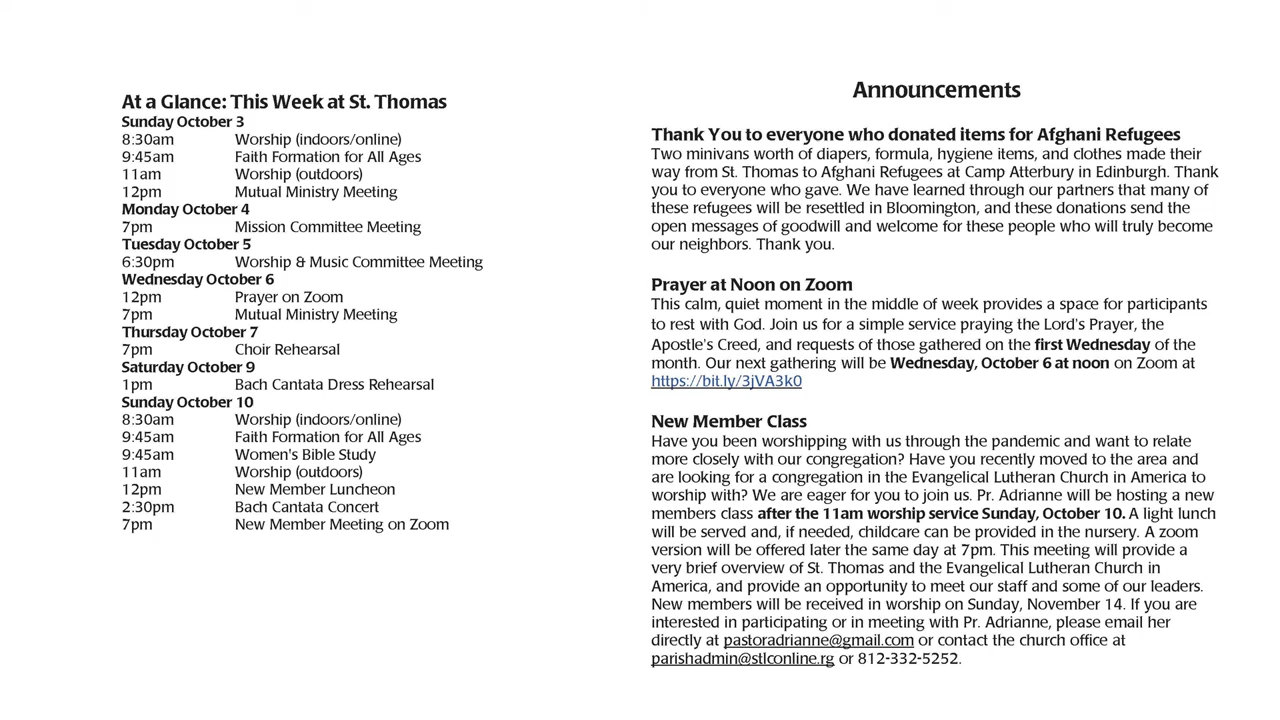 At a Glance: This Week at St. Thomas
Sunday October 3
8:30am Worship (indoors/online)
9:45am Faith Formation for All Ages
11am Worship (outdoors)
12pm Mutual Ministry Meeting
Monday October 4
7pm Mission Committee Meeting
Tuesday October 5
6:30pm Worship & Music Committee Meeting
Wednesday October 6
12pm Prayer on Zoom
7pm Mutual Ministry Meeting
Thursday October 7
7pm Choir Rehearsal
Saturday October 9
1pm Bach Cantata Dress Rehearsal
Sunday October 10
8:30am Worship (indoors/online)
9:45am Faith Formation for All Ages
9:45am Women's Bible Study
11am Worship (outdoors)
12pm New Member Luncheon
2:30pm Bach Cantata Concert
7pm New Member Meeting on Zoom
Announcements
Thank You to everyone who donated items for Afghani Refugees
Two minivans worth of diapers, formula, hygiene items, and clothes made their
way from St. Thomas to Afghani Refugees at Camp Atterbury in Edinburgh. Thank
you to everyone who gave. We have learned through our partners that many of
these refugees will be resettled in Bloomington, and these donations send the
open messages of goodwill and welcome for these people who will truly become
our neighbors. Thank you.
Prayer at Noon on Zoom
This calm, quiet moment in the middle of week provides a space for participants
to rest with God. Join us for a simple service praying the Lord's Prayer, the
Apostle's Creed, and requests of those gathered on the first Wednesday of the
month. Our next gathering will be Wednesday, October 6 at noon on Zoom at
https://bit.ly/3jVA3k0
New Member Class
Have you been worshipping with us through the pandemic and want to relate
more closely with our congregation? Have you recently moved to the area and
are looking for a congregation in the Evangelical Lutheran Church in America to
worship with? We are eager for you to join us. Pr. Adrianne will be hosting a new
members class after the 11am worship service Sunday, October 10. A light lunch
will be served and, if needed, childcare can be provided in the nursery. A zoom
version will be offered later the same day at 7pm. This meeting will provide a
very brief overview of St. Thomas and the Evangelical Lutheran Church in
America, and provide an opportunity to meet our staff and some of our leaders.
New members will be received in worship on Sunday, November 14. If you are
interested in participating or in meeting with Pr. Adrianne, please email her
directly at pastoradrianne@gmail.com or contact the church office at
parishadmin@stlconline.rg or 812-332-5252.